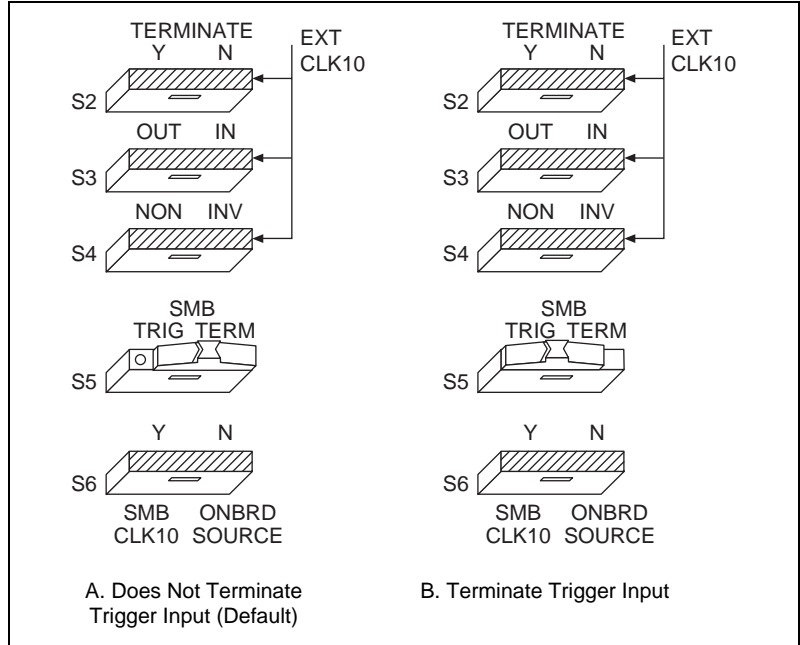 TERMINATE
Y N
EXT
CLK10
S2
OUT IN
S3
NON INV
S4
SMB
TRIG TERM
S5
Y N
S6
SMB ONBRD
CLK10 SOURCE
A. Does Not Terminate
Trigger Input (Default)
TERMINATE
Y N
EXT
CLK10
S2
OUT IN
S3
NON INV
S4
SMB
TRIG TERM
S5
Y N
S6
SMB ONBRD
CLK10 SOURCE
B. Terminate Trigger Input